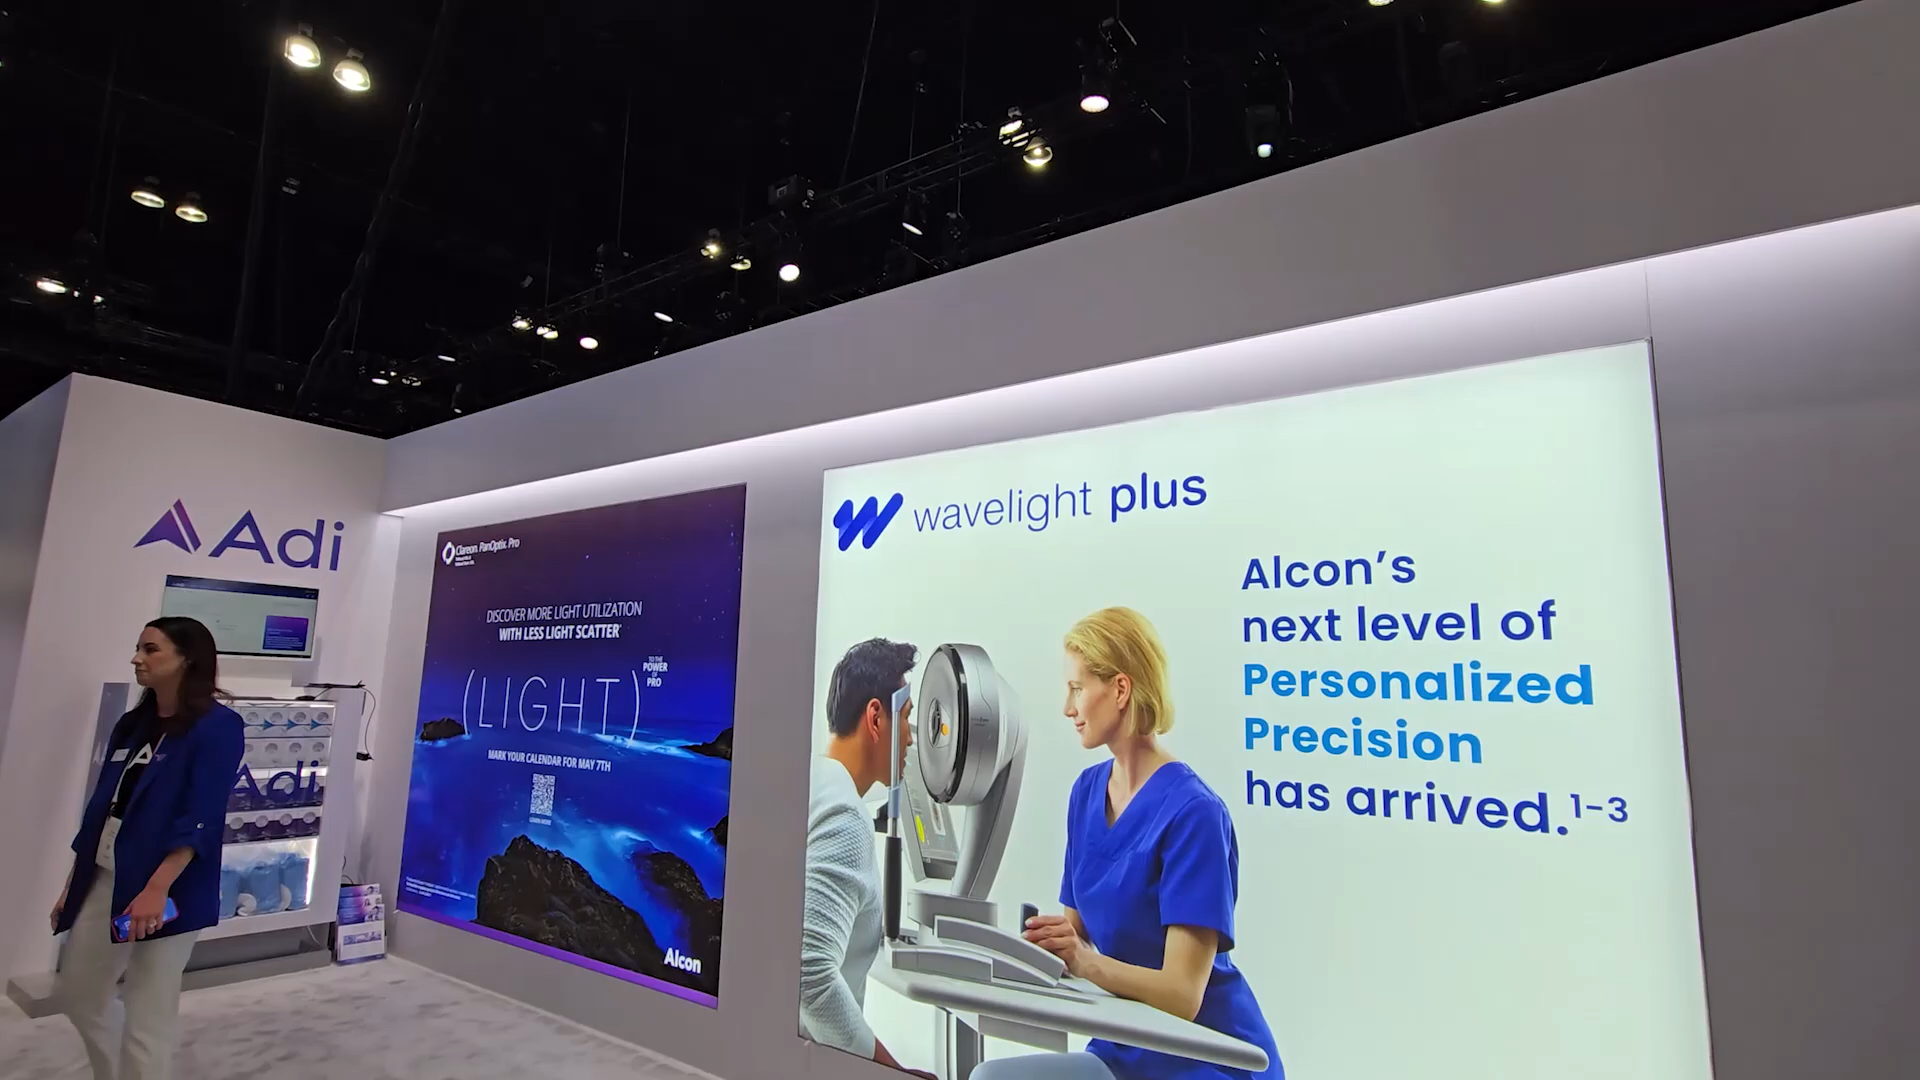 Adi
Adi
Clareon. PanOptix. Pro
DISCOVER MORE LIGHT UTILIZATION
WITH LESS LIGHT SCATTER
(LIGHT)
TO THE
POWER
OF
PRO
MARK YOUR CALENDAR FOR MAY 7TH
LEARN MORE
Alcon
wavelight plus
Alcon's
next level of
Personalized
Precision
has arrived.¹⁻³